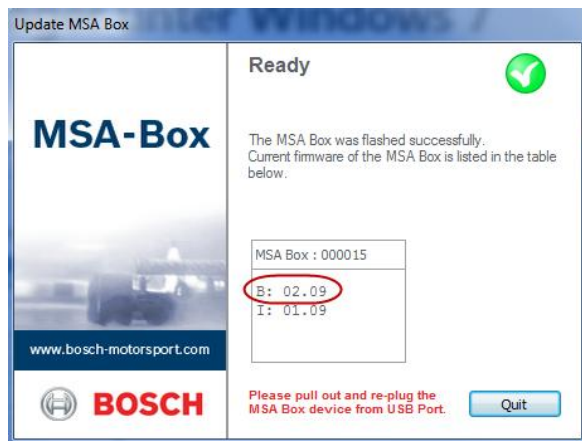 Update MSA Box
MSA-Box
www.bosch-motorsport.com
BOSCH
Ready
The MSA Box was flashed successfully.
Current firmware of the MSA Box is listed in the table
below.
MSA Box : 000015
B: 02.09
I: 01.09
Please pull out and re-plug the
MSA Box device from USB Port.
Quit